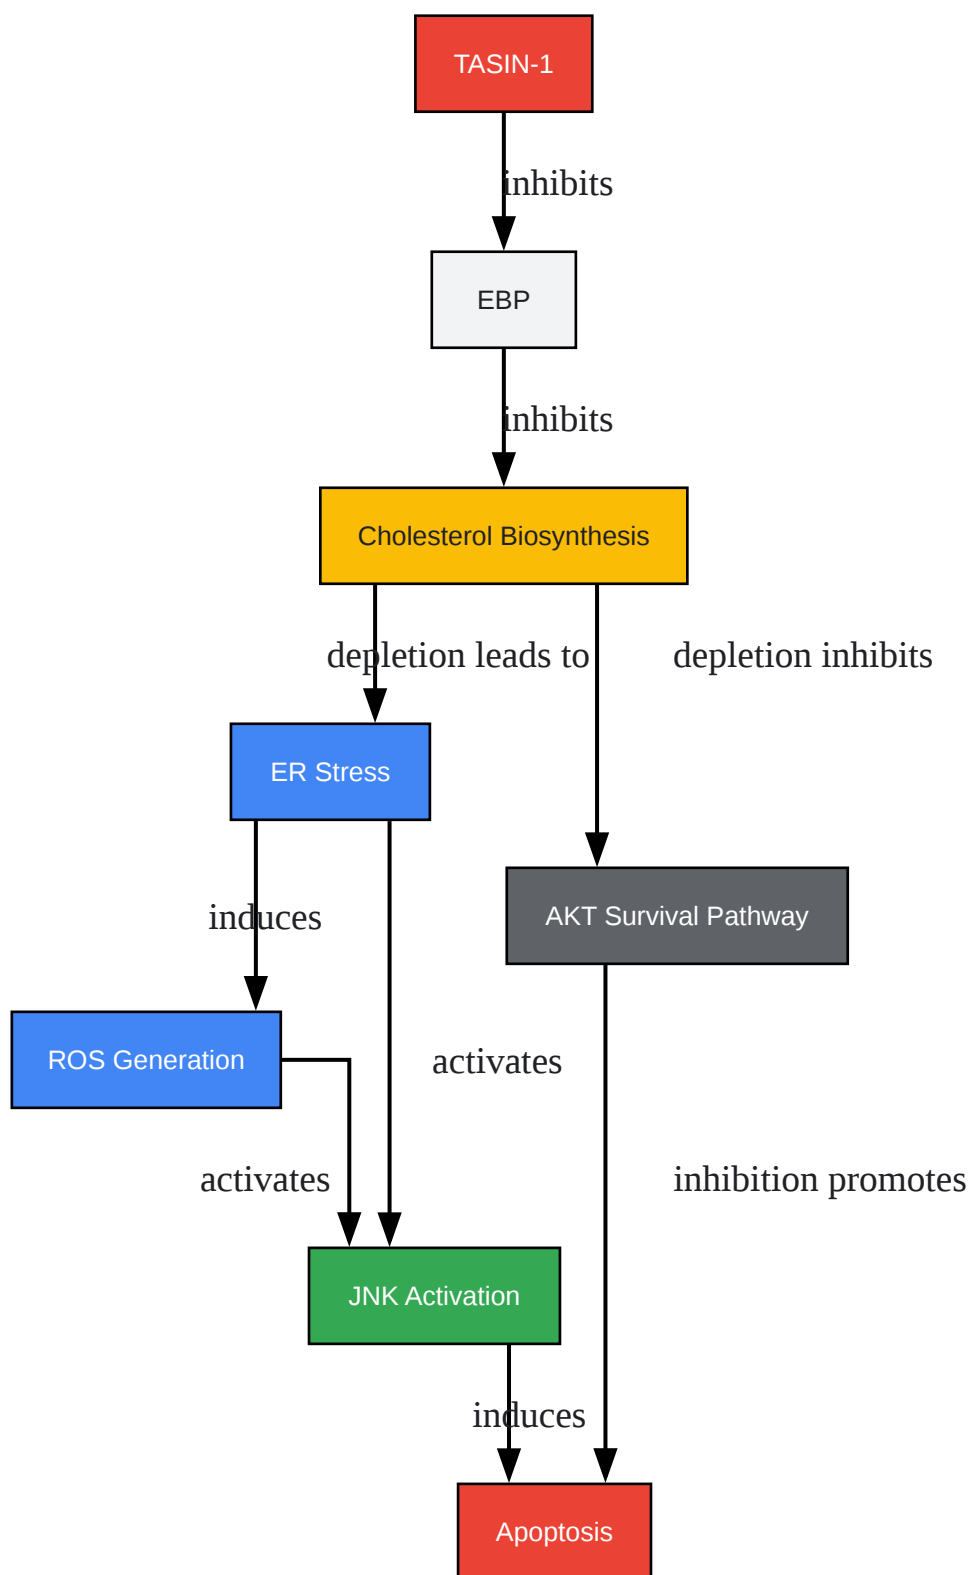 TASIN-1
inhibits
EBP
inhibits
Cholesterol Biosynthesis
depletion leads to
depletion inhibits
ER Stress
induces
AKT Survival Pathway
ROS Generation
activates
activates
inhibition promotes
JNK Activation
induces
Apoptosis